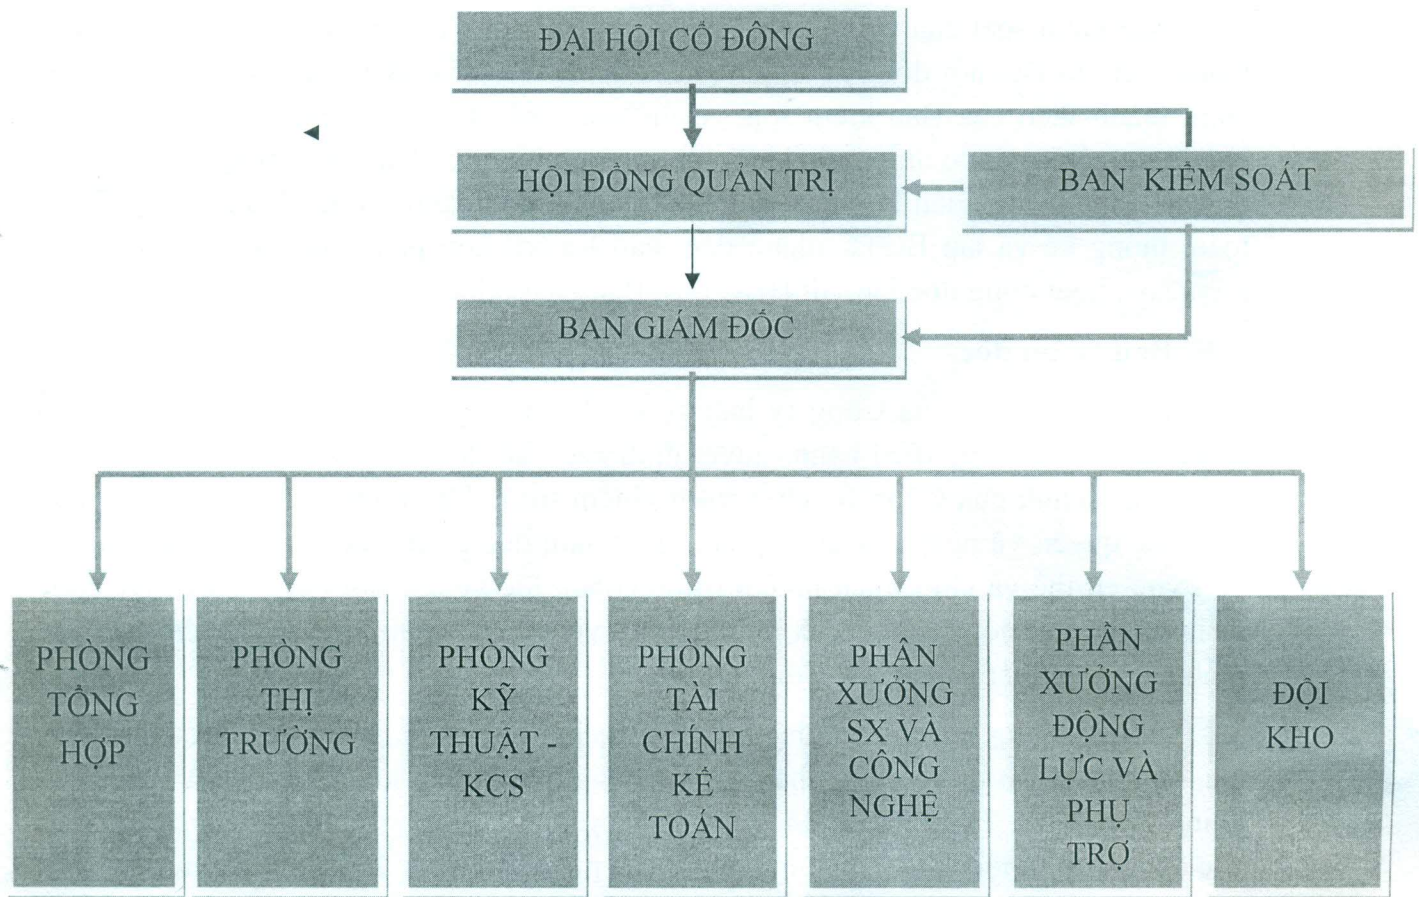 ĐẠI HỘI CỔ ĐÔNG
HỘI ĐỒNG QUẢN TRỊ
BAN KIỂM SOÁT
BAN GIÁM ĐỐC
PHÒNG
TỔNG
HỢP
PHÒNG
THỊ
TRƯỜNG
PHÒNG
KỸ
THUẬT -
KCS
PHÒNG
TÀI
CHÍNH
KẾ
TOÁN
PHÂN
XƯỞNG
SX VÀ
CÔNG
NGHỆ
PHÂN
XƯỞNG
ĐỘNG
LỰC VÀ
PHỤ
TRỢ
ĐỘI
KHO